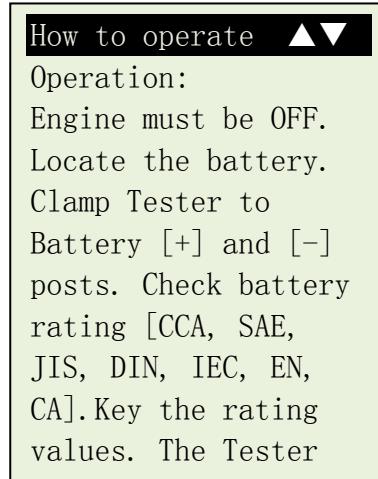 How to operate ▲▼
Operation:
Engine must be OFF.
Locate the battery.
Clamp Tester to
Battery [+] and [-]
posts. Check battery
rating [CCA, SAE,
JIS, DIN, IEC, EN,
CA].Key the rating
values. The Tester